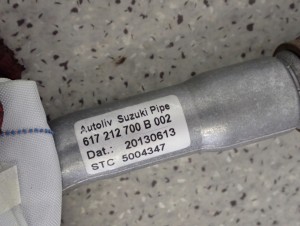 Autoliv Suzuki Pipe
617 212 700 B 002
Dat.: 20130613
STC 5004347